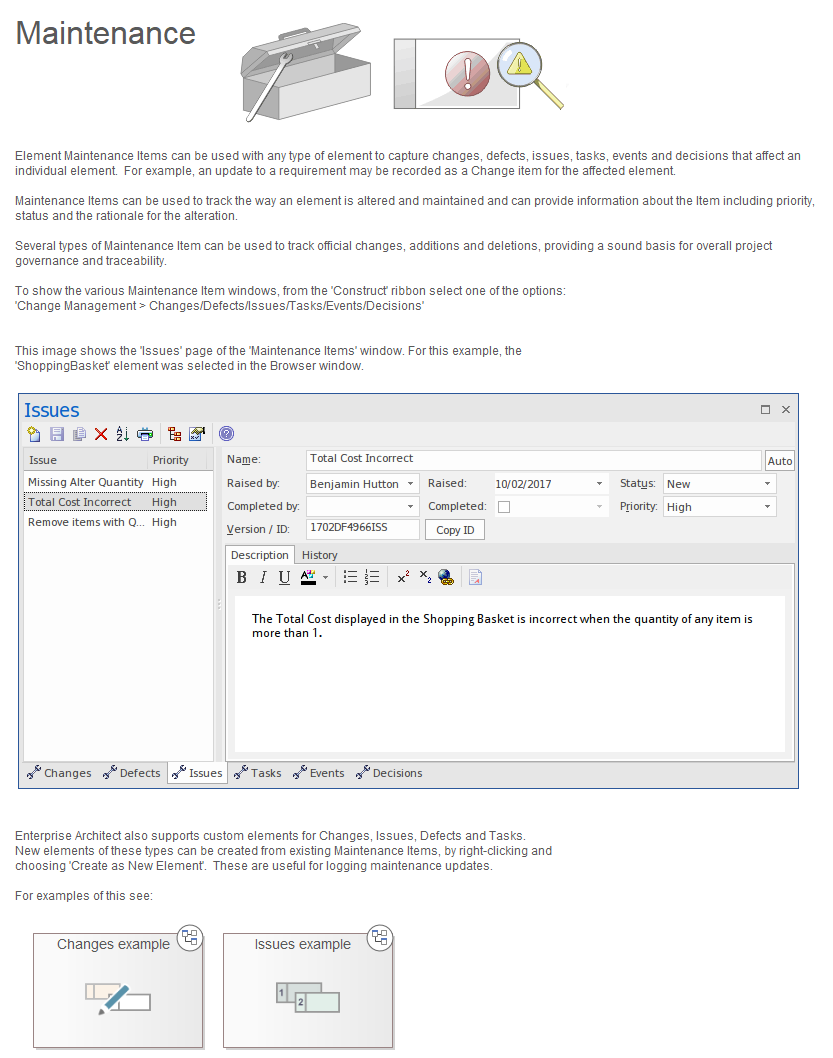 Maintenance
Element Maintenance Items can be used with any type of element to capture changes, defects, issues, tasks, events and decisions that affect an
individual element.  For example, an update to a requirement may be recorded as a Change item for the affected element.
Maintenance Items can be used to track the way an element is altered and maintained and can provide information about the Item including priority,
status and the rationale for the alteration.
Several types of Maintenance Item can be used to track official changes, additions and deletions, providing a sound basis for overall project
governance and traceability.
To show the various Maintenance Item windows, from the 'Construct' ribbon select one of the options:
'Change Management > Changes/Defects/Issues/Tasks/Events/Decisions'
This image shows the 'Issues' page of the 'Maintenance Items' window. For this example, the
'ShoppingBasket' element was selected in the Browser window.
Issues
Issue Priority
Missing Alter Quantity High
Total Cost Incorrect High
Remove items with Q... High
Name: Total Cost Incorrect Auto
Raised by: Benjamin Hutton Raised: 10/02/2017 Status: New
Completed by: Completed: Priority: High
Version / ID: 1702DF4966ISS Copy ID
Description History
B I U A x² x₂
The Total Cost displayed in the Shopping Basket is incorrect when the quantity of any item is
more than 1.
Changes Defects Issues Tasks Events Decisions
Enterprise Architect also supports custom elements for Changes, Issues, Defects and Tasks.
New elements of these types can be created from existing Maintenance Items, by right-clicking and
choosing 'Create as New Element'.  These are useful for logging maintenance updates.
For examples of this see:
Changes example
Issues example
1
2